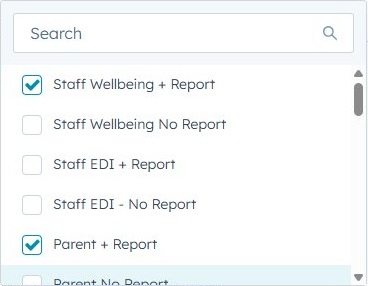 Search
Staff Wellbeing + Report
Staff Wellbeing No Report
Staff EDI + Report
Staff EDI - No Report
Parent + Report
Parent No Report